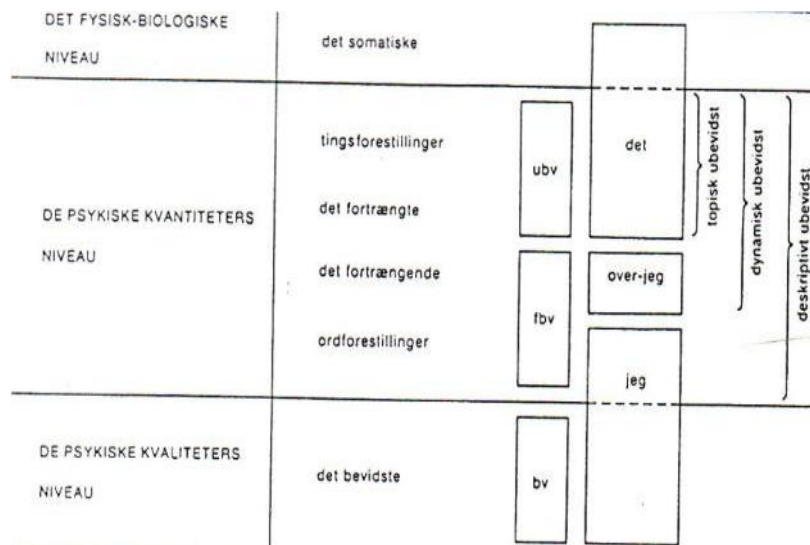 DET FYSISK-BIOLOGISKE
NIVEAU
det somatiske
DE PSYKISKE KVANTITETERS
NIVEAU
tingsforestillinger
det fortrængte
det fortrængende
ordforestillinger
ubv
fbv
det
over-jeg
jeg
topisk ubevidst
dynamisk ubevidst
deskriptivt ubevidst
DE PSYKISKE KVALITETERS
NIVEAU
det bevidste
bv